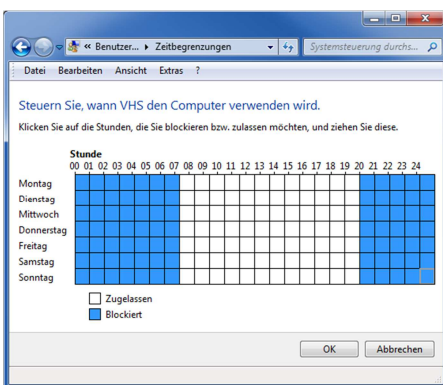 « Benutzer... ▸ Zeitbegrenzungen
Systemsteuerung durchs...
Datei Bearbeiten Ansicht Extras ?
Steuern Sie, wann VHS den Computer verwenden wird.
Klicken Sie auf die Stunden, die Sie blockieren bzw. zulassen möchten, und ziehen Sie diese.
Stunde
00 01 02 03 04 05 06 07 08 09 10 11 12 13 14 15 16 17 18 19 20 21 22 23 24
Montag
Dienstag
Mittwoch
Donnerstag
Freitag
Samstag
Sonntag
Zugelassen
Blockiert
OK Abbrechen